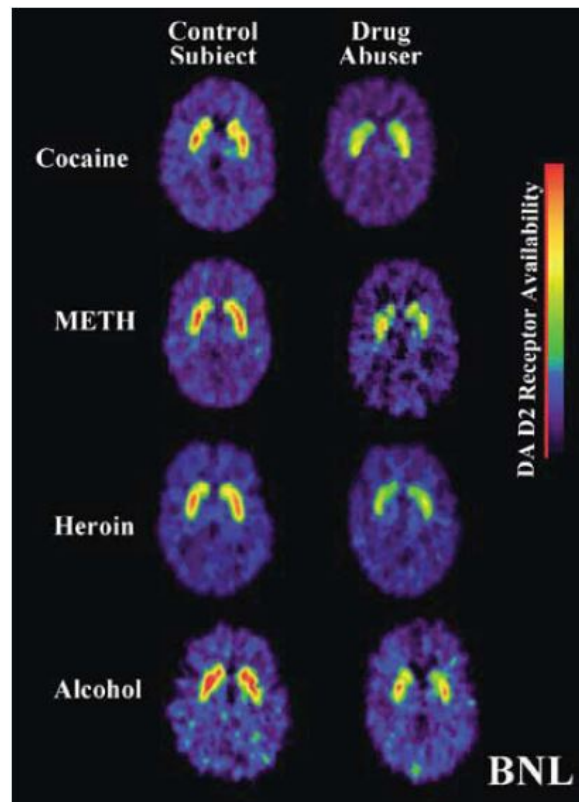 Control
Subiect
Drug
Abuser
Cocaine
METH
Heroin
Alcohol
DA D2 Receptor Availability
BNL